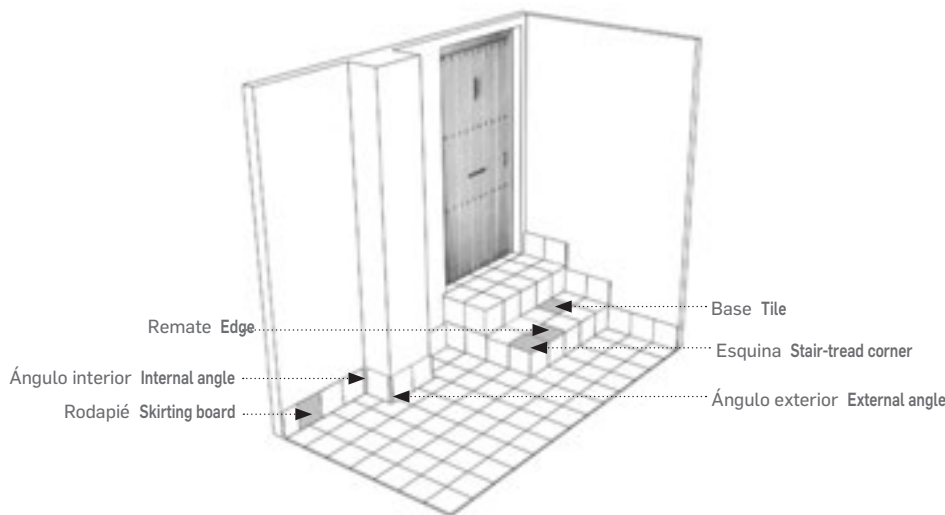 Remate Edge
Ángulo interior Internal angle
Rodapié Skirting board
Base Tile
Esquina Stair-tread corner
Ángulo exterior External angle